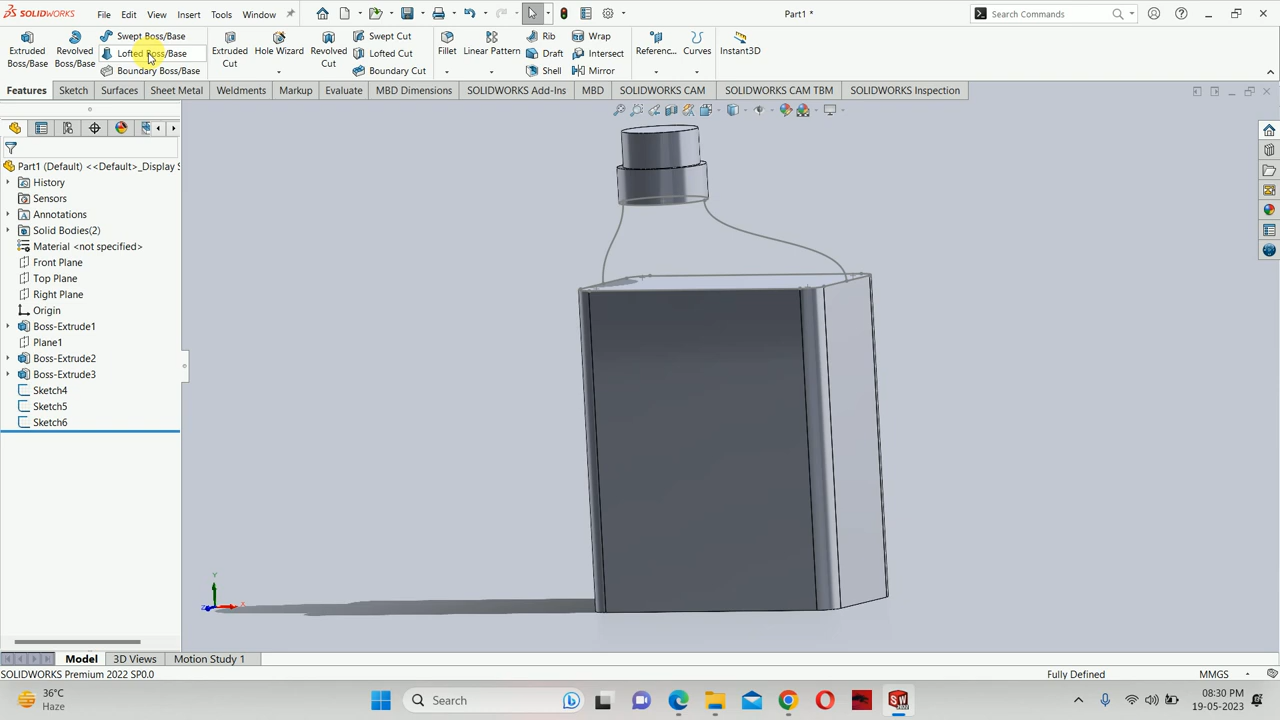 SOLIDWORKS File Edit View Insert Tools Window Part1 * Search Commands
Extruded Boss/Base
Revolved Boss/Base
Swept Boss/Base
Lofted Boss/Base
Boundary Boss/Base
Extruded Cut
Hole Wizard
Revolved Cut
Swept Cut
Lofted Cut
Boundary Cut
Fillet
Linear Pattern
Rib
Draft
Shell
Wrap
Intersect
Mirror
Referenc...
Curves
Instant3D
Features Sketch Surfaces Sheet Metal Weldments Markup Evaluate MBD Dimensions SOLIDWORKS Add-Ins MBD SOLIDWORKS CAM SOLIDWORKS CAM TBM SOLIDWORKS Inspection
Part1 (Default) <<Default>_Display S
History
Sensors
Annotations
Solid Bodies(2)
Material <not specified>
Front Plane
Top Plane
Right Plane
Origin
Boss-Extrude1
Plane1
Boss-Extrude2
Boss-Extrude3
Sketch4
Sketch5
Sketch6
Y
Z X
Model 3D Views Motion Study 1
SOLIDWORKS Premium 2022 SP0.0 Fully Defined MMGS
36°C
Haze
Search
08:30 PM
19-05-2023